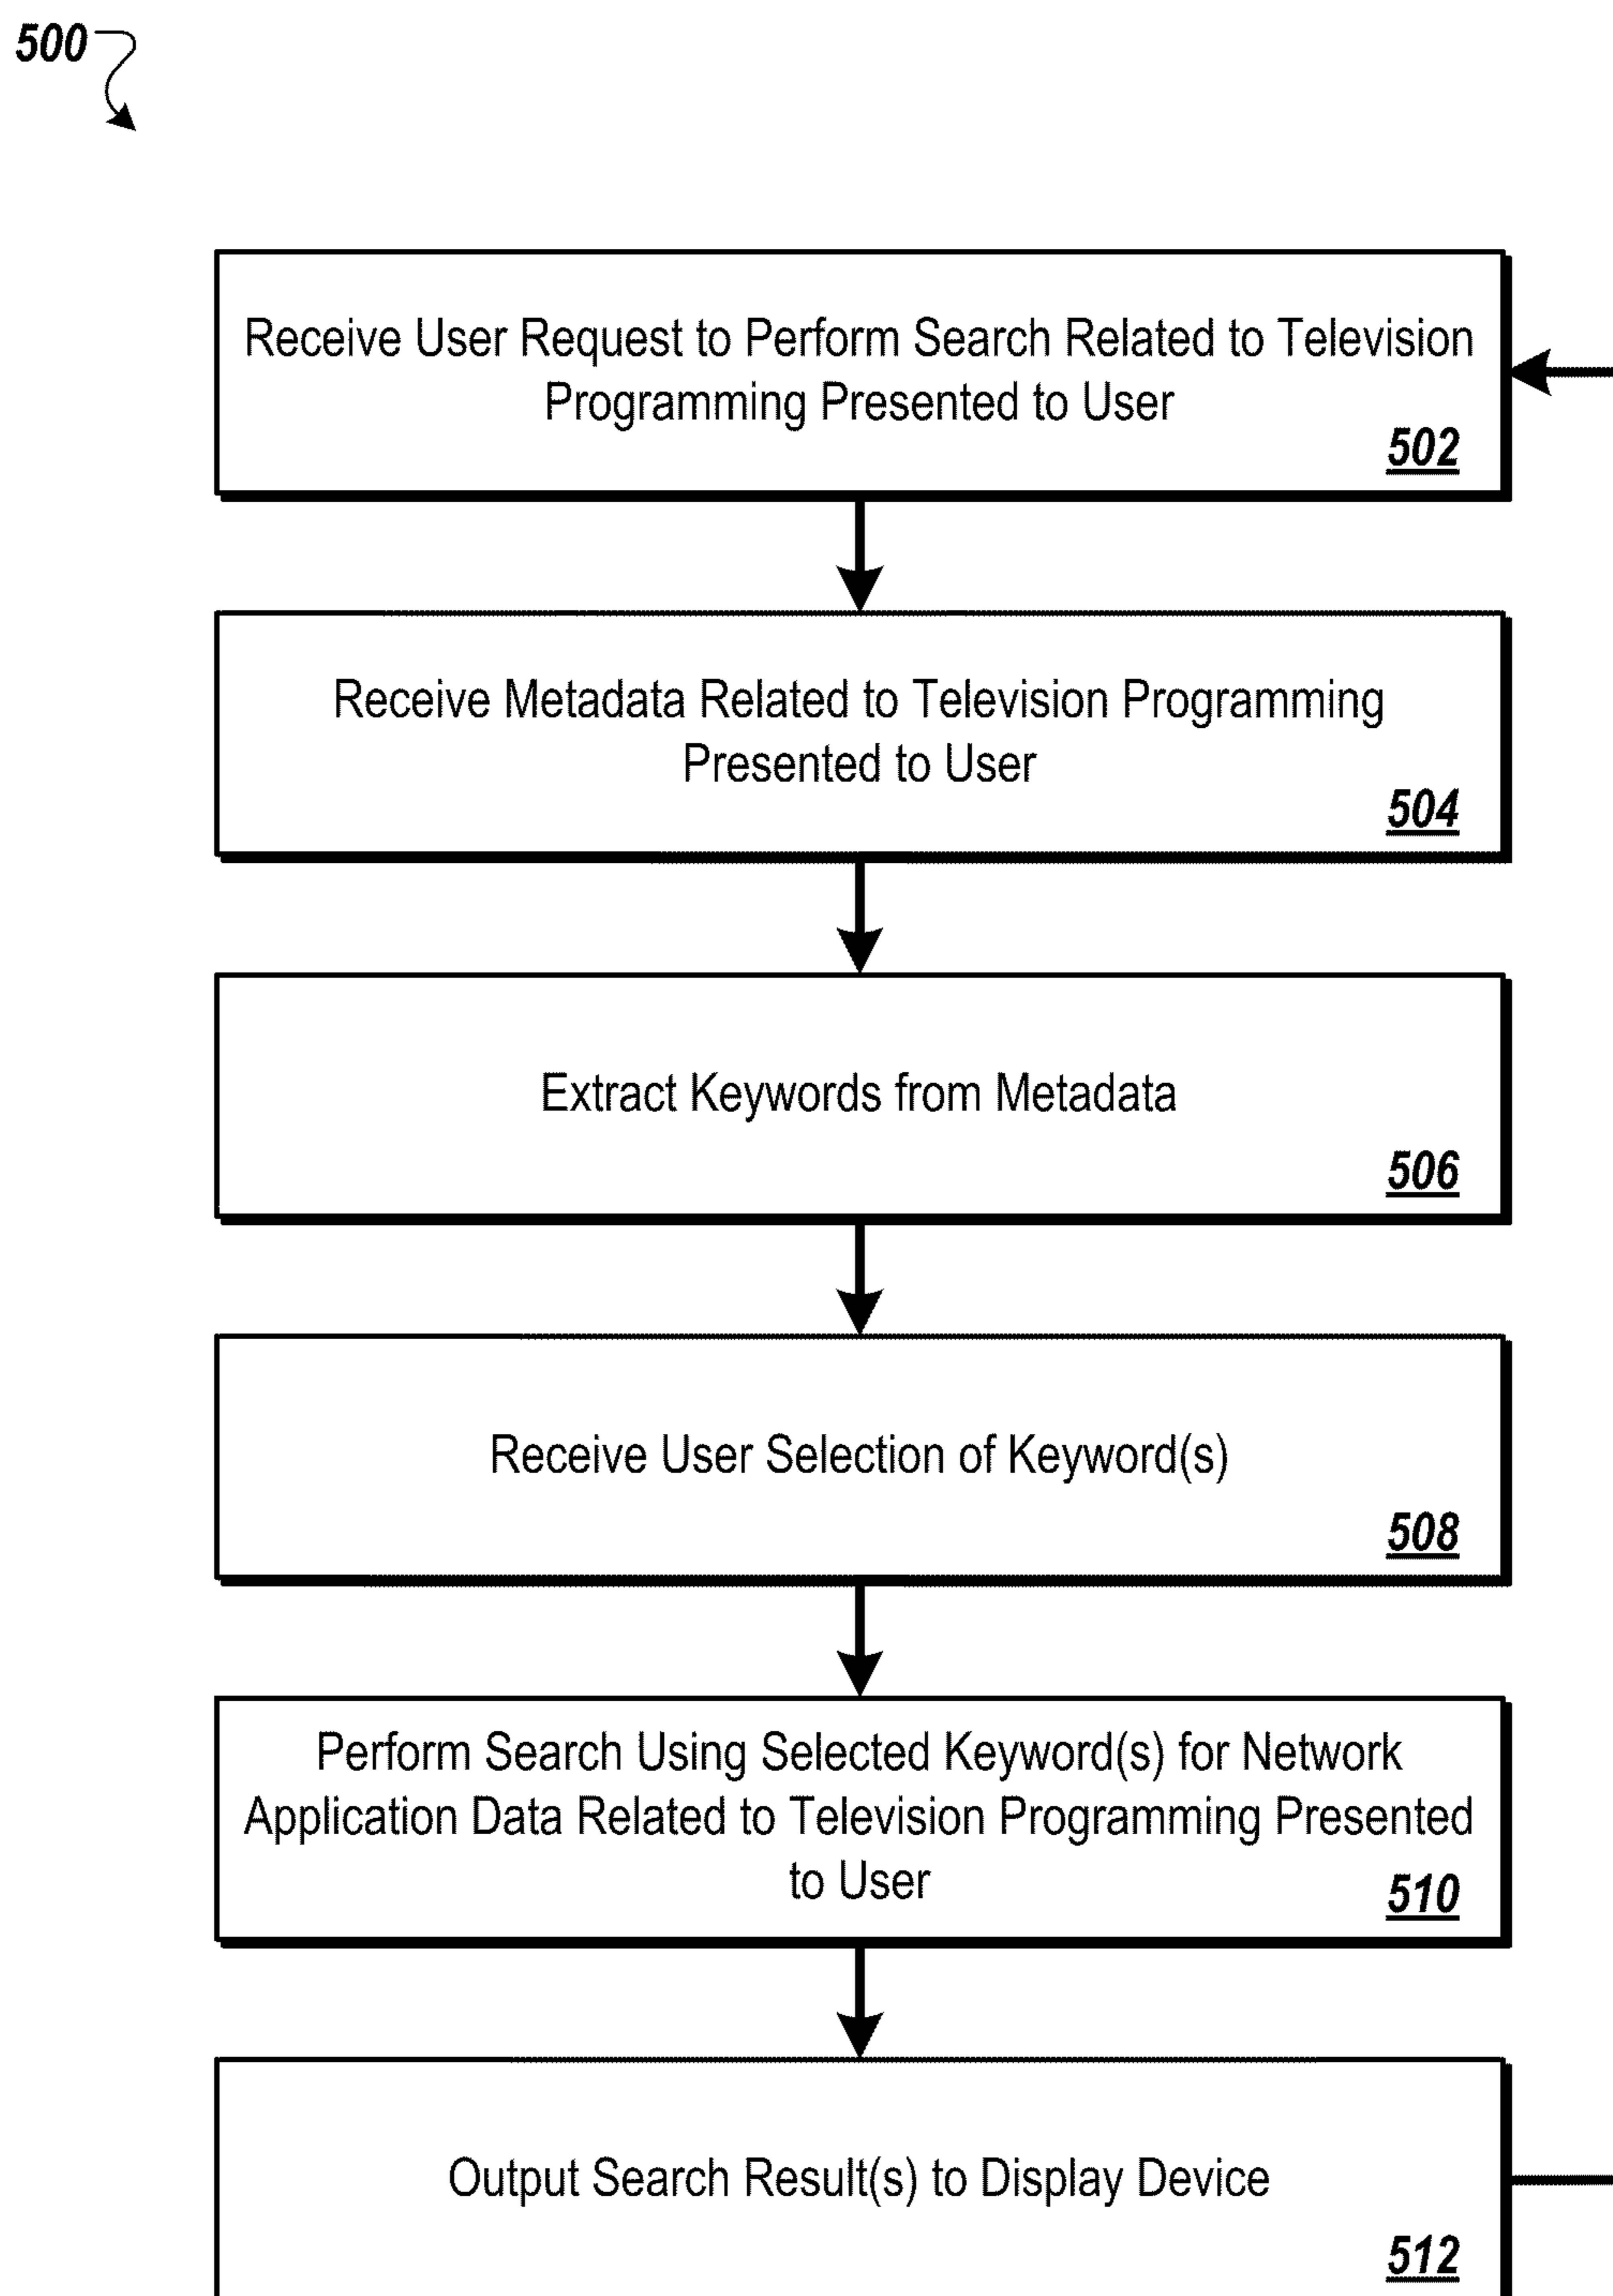 500
Receive User Request to Perform Search Related to Television
Programming Presented to User
502
Receive Metadata Related to Television Programming
Presented to User
504
Extract Keywords from Metadata
506
Receive User Selection of Keyword(s)
508
Perform Search Using Selected Keyword(s) for Network
Application Data Related to Television Programming Presented
to User
510
Output Search Result(s) to Display Device
512